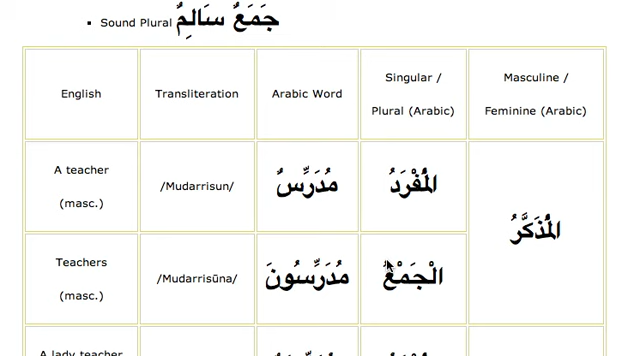 ▪ Sound Plural جَمَعٌ سَالِمٌ
English
Transliteration
Arabic Word
Singular /
Plural (Arabic)
Masculine /
Feminine (Arabic)
A teacher
(masc.)
/Mudarrisun/
مُدَرِّسٌ
المُفْرَدُ
المُذَكَّرُ
Teachers
(masc.)
/Mudarrisūna/
مُدَرِّسُونَ
الْجَمْعُ
A lady teacher